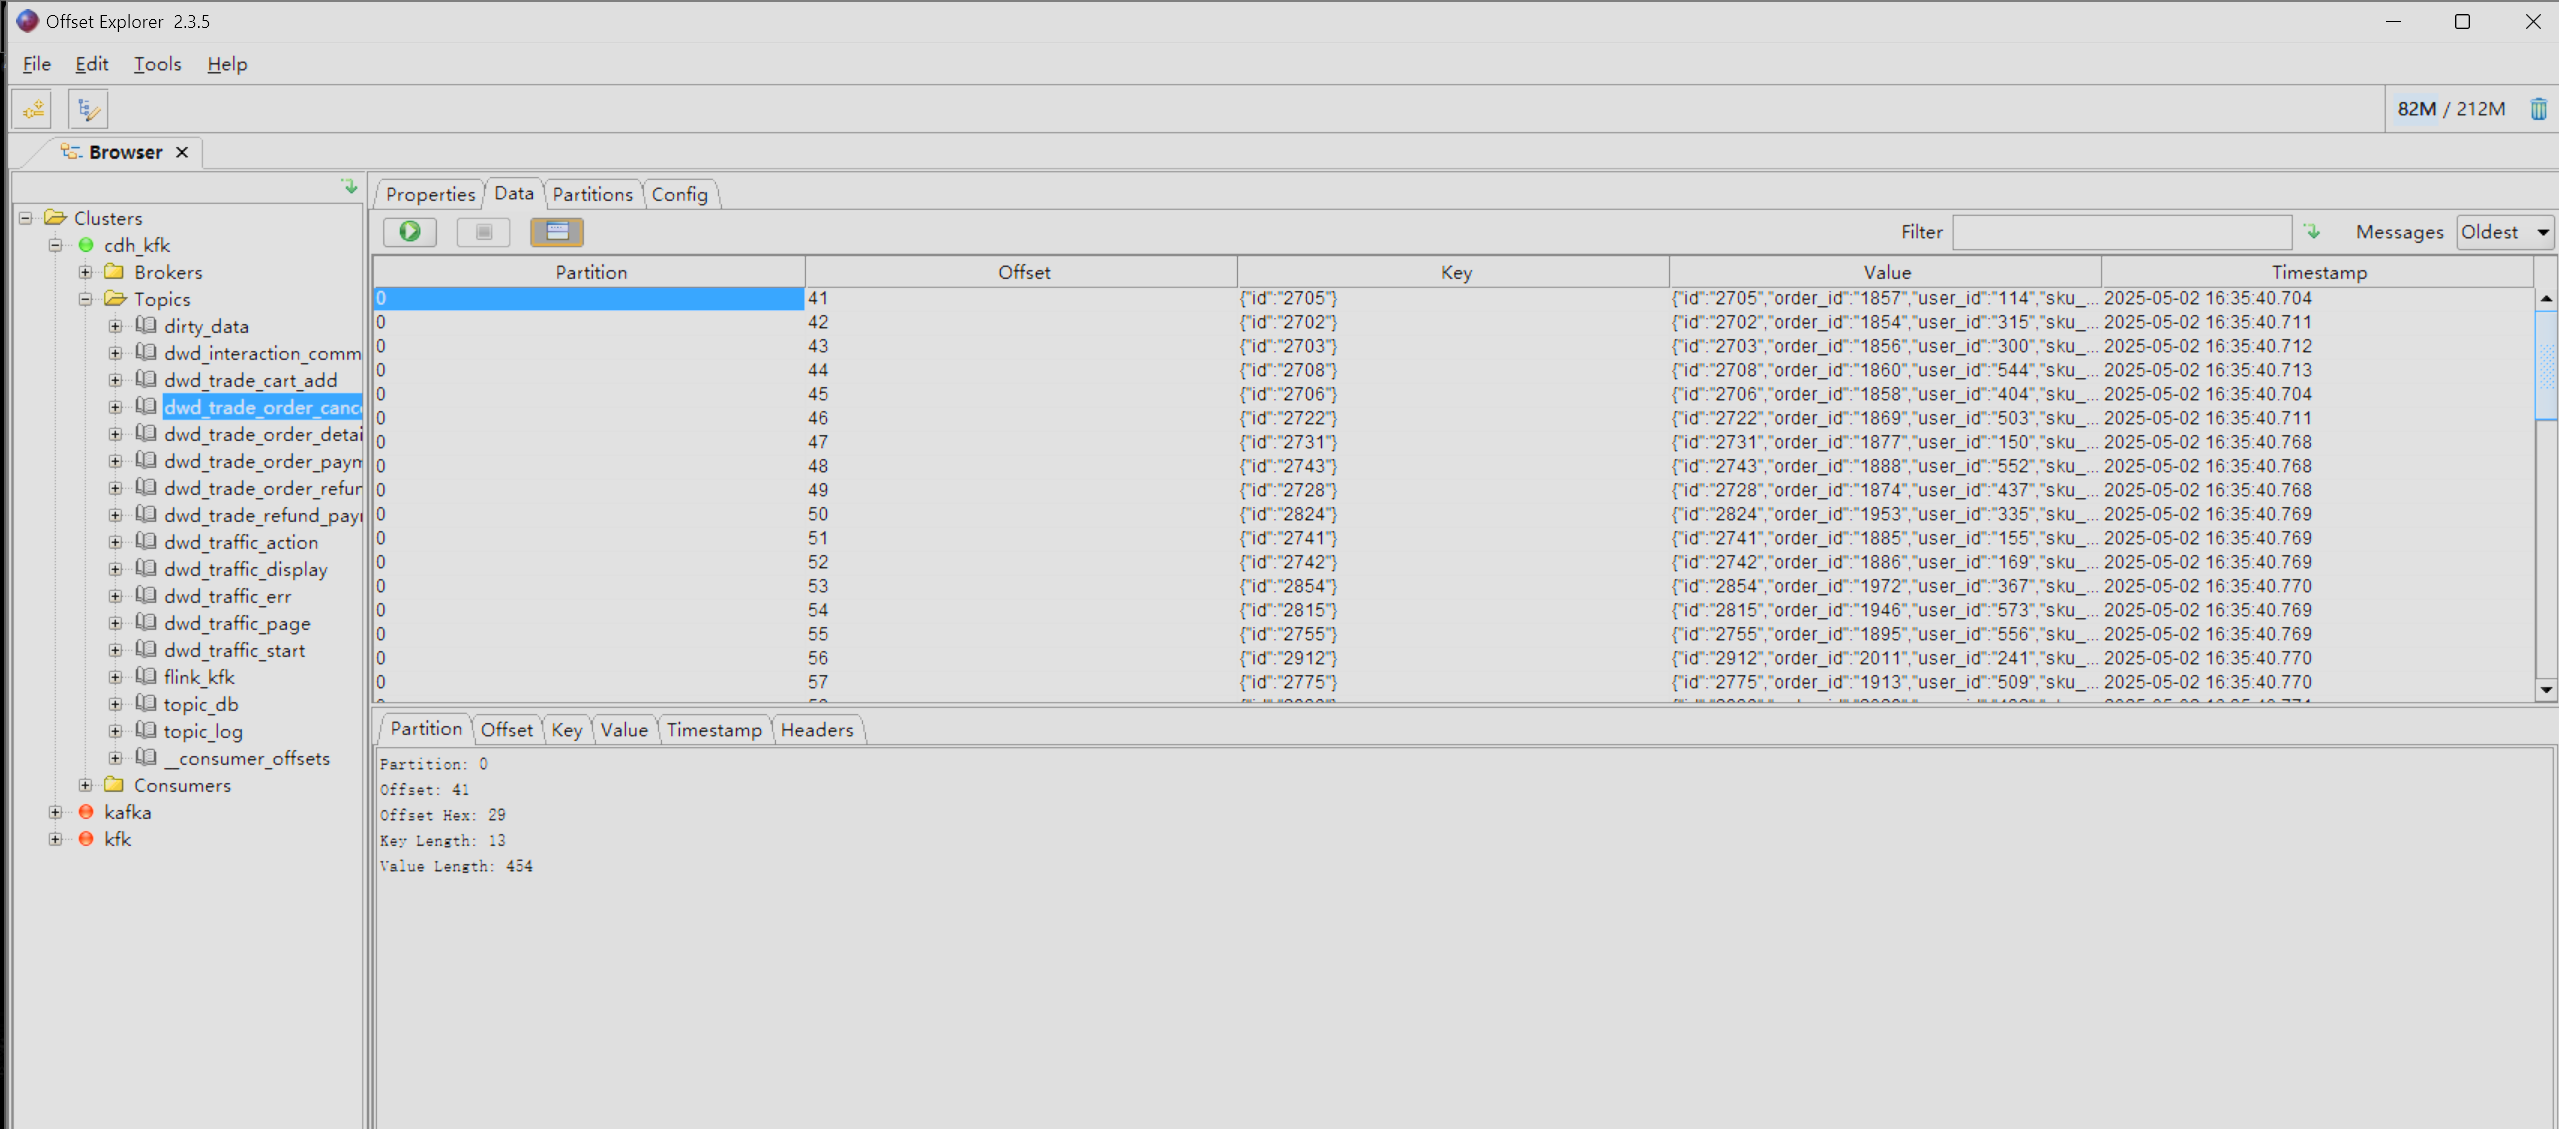 Offset Explorer 2.3.5
File Edit Tools Help
82M / 212M
Browser
Clusters
cdh_kfk
Brokers
Topics
dirty_data
dwd_interaction_comm
dwd_trade_cart_add
dwd_trade_order_canc
dwd_trade_order_detai
dwd_trade_order_paym
dwd_trade_order_refun
dwd_trade_refund_payı
dwd_traffic_action
dwd_traffic_display
dwd_traffic_err
dwd_traffic_page
dwd_traffic_start
flink_kfk
topic_db
topic_log
__consumer_offsets
Consumers
kafka
kfk
Properties Data Partitions Config
Filter Messages Oldest
Partition Offset Key Value Timestamp
0 41 {"id":"2705"} {"id":"2705","order_id":"1857","user_id":"114","sku_... 2025-05-02 16:35:40.704
0 42 {"id":"2702"} {"id":"2702","order_id":"1854","user_id":"315","sku_... 2025-05-02 16:35:40.711
0 43 {"id":"2703"} {"id":"2703","order_id":"1856","user_id":"300","sku_... 2025-05-02 16:35:40.712
0 44 {"id":"2708"} {"id":"2708","order_id":"1860","user_id":"544","sku_... 2025-05-02 16:35:40.713
0 45 {"id":"2706"} {"id":"2706","order_id":"1858","user_id":"404","sku_... 2025-05-02 16:35:40.704
0 46 {"id":"2722"} {"id":"2722","order_id":"1869","user_id":"503","sku_... 2025-05-02 16:35:40.711
0 47 {"id":"2731"} {"id":"2731","order_id":"1877","user_id":"150","sku_... 2025-05-02 16:35:40.768
0 48 {"id":"2743"} {"id":"2743","order_id":"1888","user_id":"552","sku_... 2025-05-02 16:35:40.768
0 49 {"id":"2728"} {"id":"2728","order_id":"1874","user_id":"437","sku_... 2025-05-02 16:35:40.768
0 50 {"id":"2824"} {"id":"2824","order_id":"1953","user_id":"335","sku_... 2025-05-02 16:35:40.769
0 51 {"id":"2741"} {"id":"2741","order_id":"1885","user_id":"155","sku_... 2025-05-02 16:35:40.769
0 52 {"id":"2742"} {"id":"2742","order_id":"1886","user_id":"169","sku_... 2025-05-02 16:35:40.769
0 53 {"id":"2854"} {"id":"2854","order_id":"1972","user_id":"367","sku_... 2025-05-02 16:35:40.770
0 54 {"id":"2815"} {"id":"2815","order_id":"1946","user_id":"573","sku_... 2025-05-02 16:35:40.769
0 55 {"id":"2755"} {"id":"2755","order_id":"1895","user_id":"556","sku_... 2025-05-02 16:35:40.769
0 56 {"id":"2912"} {"id":"2912","order_id":"2011","user_id":"241","sku_... 2025-05-02 16:35:40.770
0 57 {"id":"2775"} {"id":"2775","order_id":"1913","user_id":"509","sku_... 2025-05-02 16:35:40.770
Partition Offset Key Value Timestamp Headers
Partition: 0
Offset: 41
Offset Hex: 29
Key Length: 13
Value Length: 454